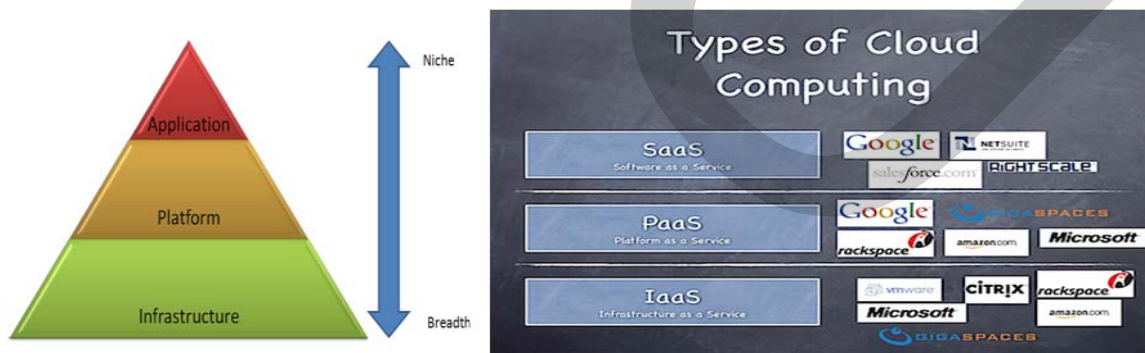 Niche
Application
Platform
Infrastructure
Breadth
Types of Cloud
Computing
SaaS
Software as a Service
Google
NETSUITE
salesforce.com
RIGHTSCALE
PaaS
Platform as a Service
Google
GIGASPACES
rackspace
amazon.com
Microsoft
IaaS
Infrastructure as a Service
vmware
CITRIX
rackspace
Microsoft
amazon.com
GIGASPACES